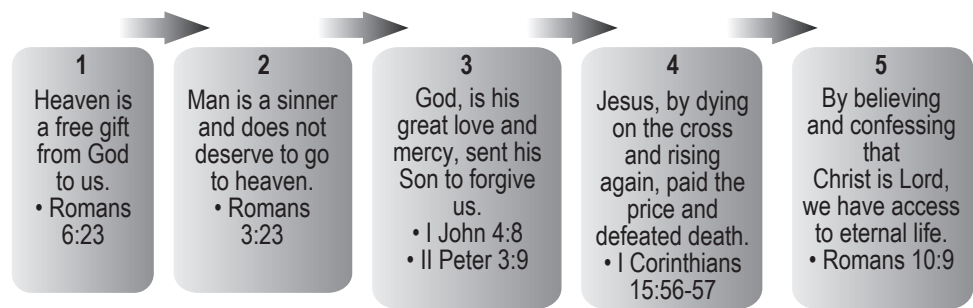 1
Heaven is
a free gift
from God
to us.
• Romans
6:23
2
Man is a sinner
and does not
deserve to go
to heaven.
• Romans
3:23
3
God, is his
great love and
mercy, sent his
Son to forgive
us.
• I John 4:8
• II Peter 3:9
4
Jesus, by dying
on the cross
and rising
again, paid the
price and
defeated death.
• I Corinthians
15:56-57
5
By believing
and confessing
that
Christ is Lord,
we have access
to eternal life.
• Romans 10:9